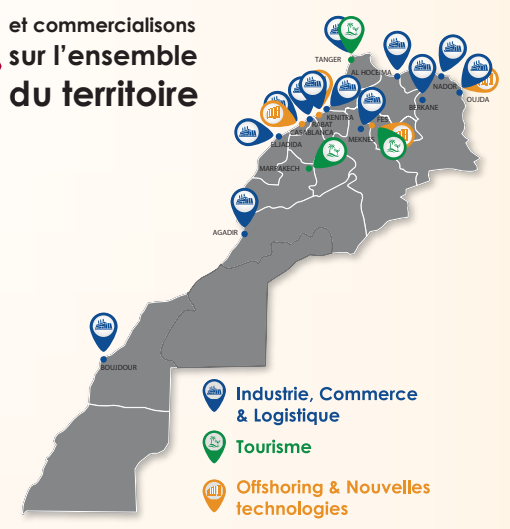 et commercialisons
sur l’ensemble
du territoire
TANGER
AL HOCEIMA
NADOR
OUJDA
BERKANE
KENITRA
RABAT
CASABLANCA
FES
MEKNES
ELJADIDA
MARRAKECH
AGADIR
BOUJDOUR
Industrie, Commerce
& Logistique
Tourisme
Offshoring & Nouvelles
technologies